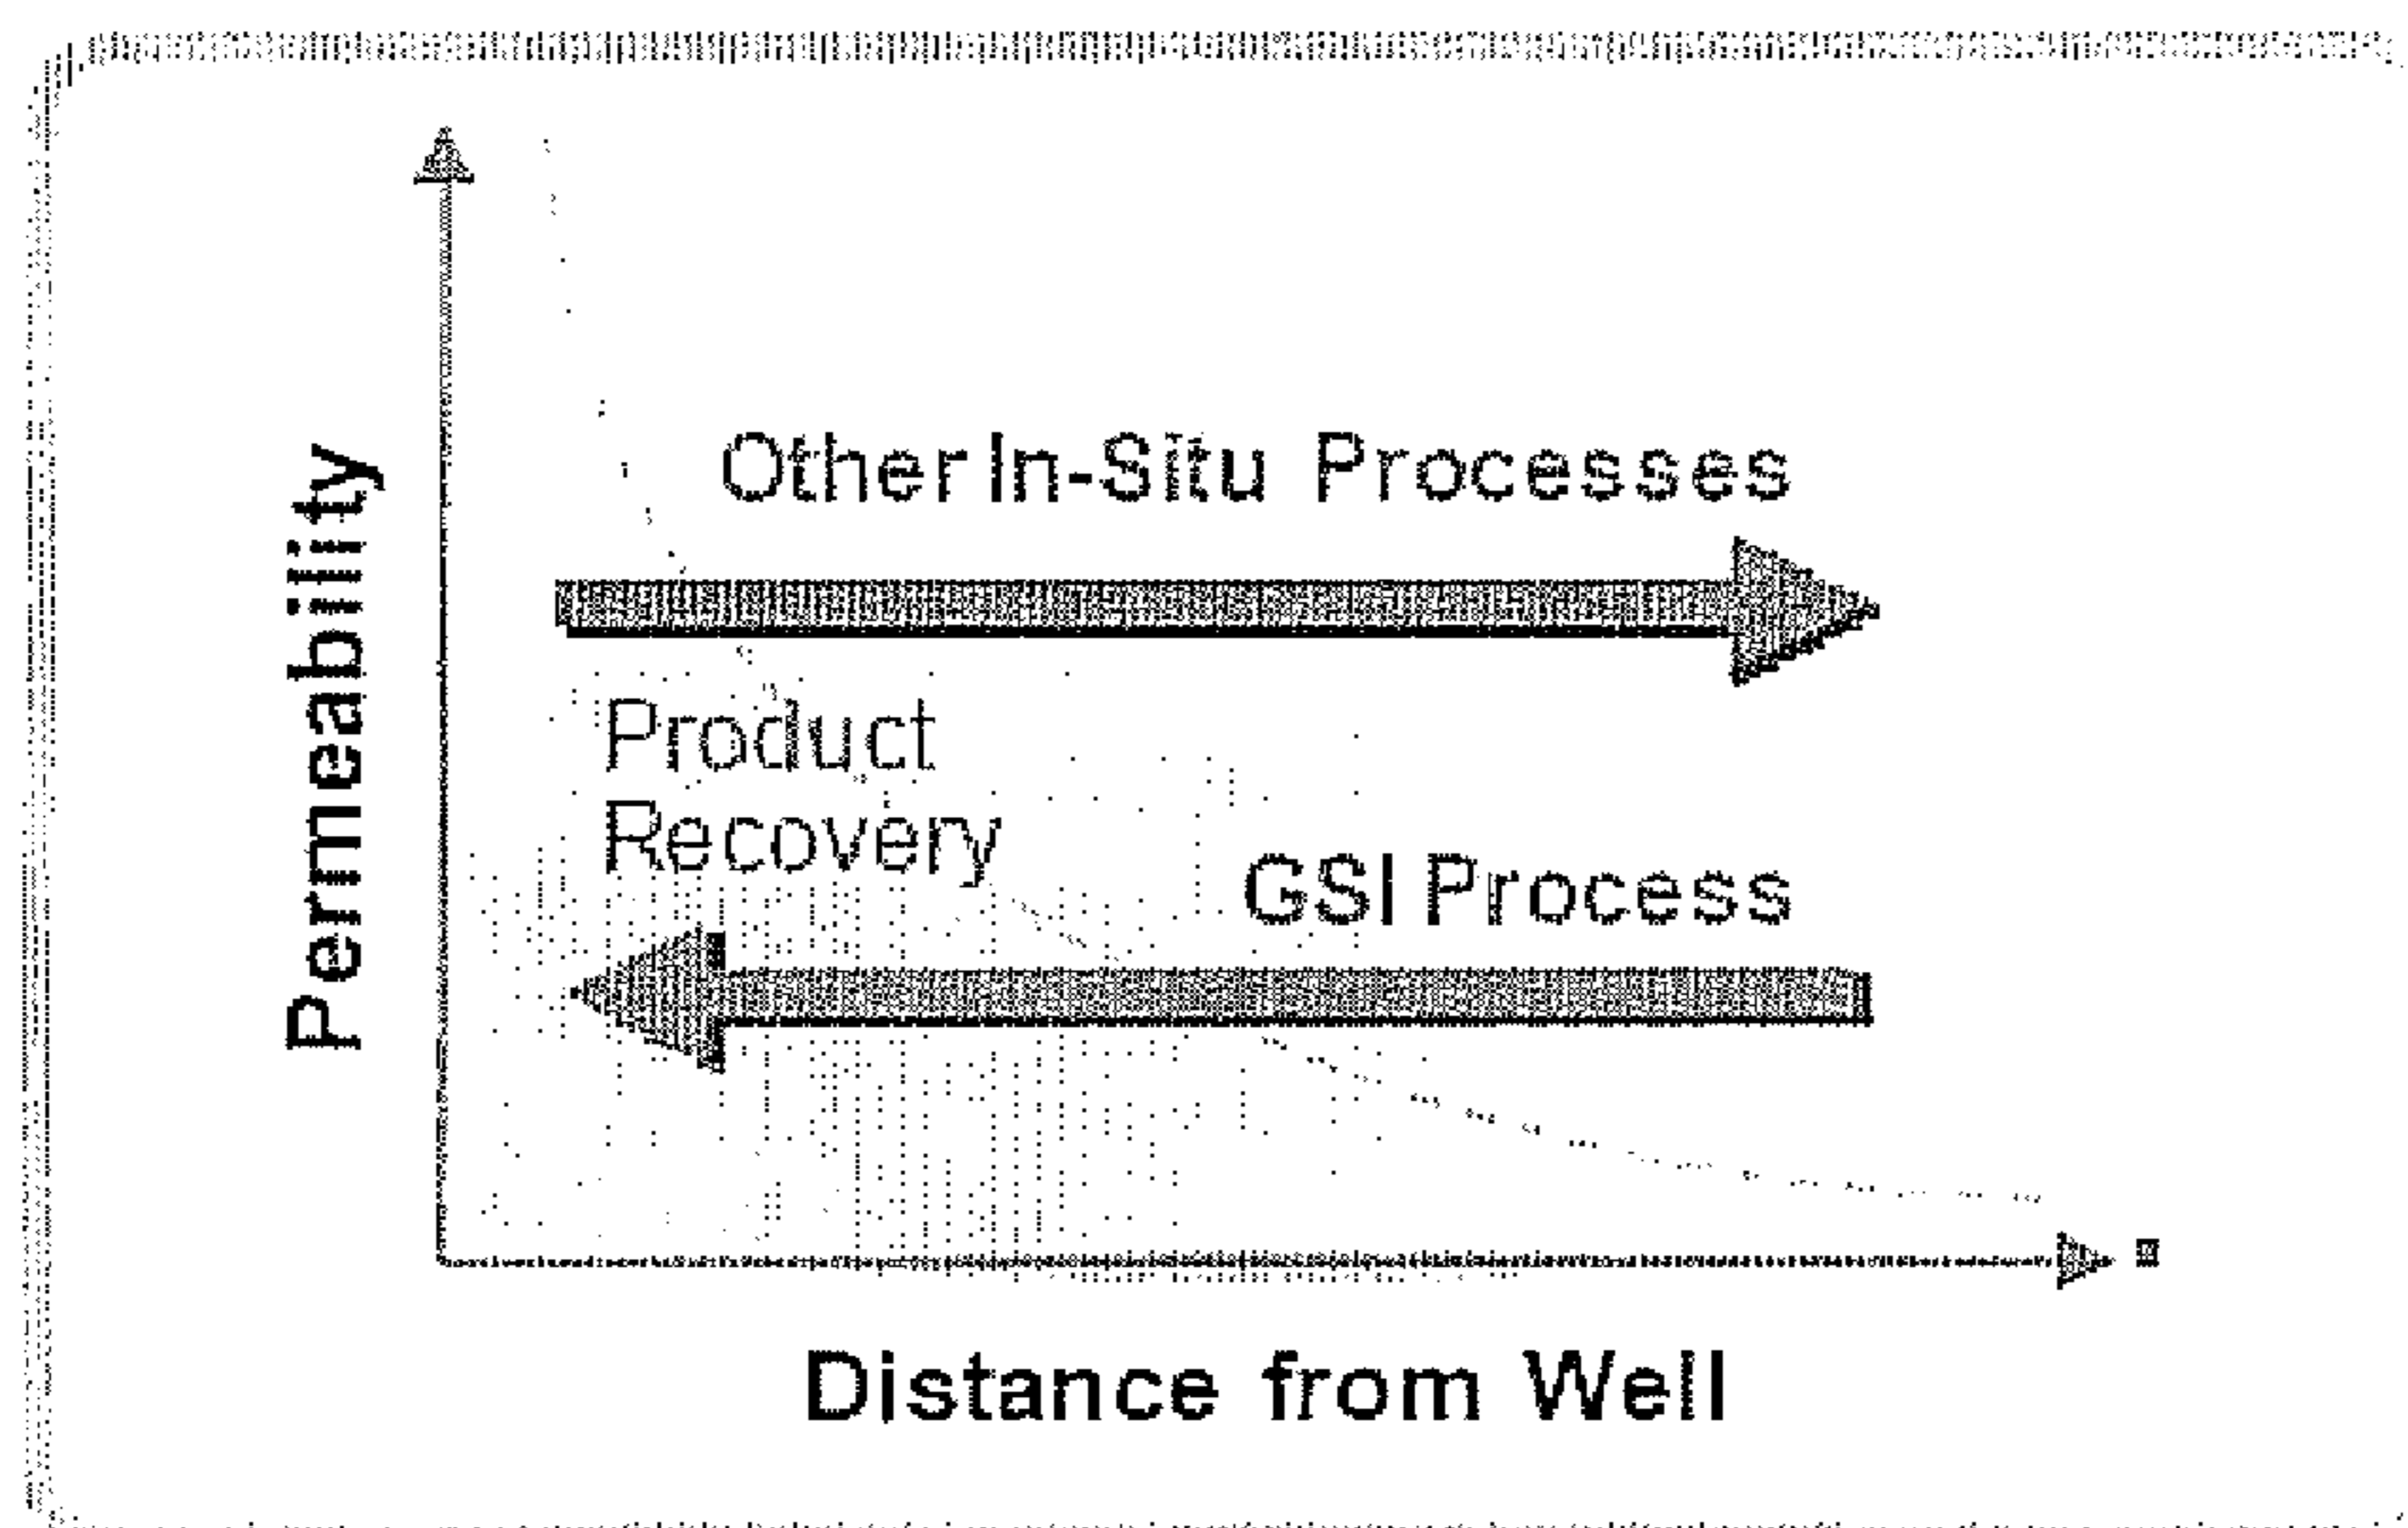 Permeability
Other In-Situ Processes
Product
Recovery
GSI Process
Distance from Well